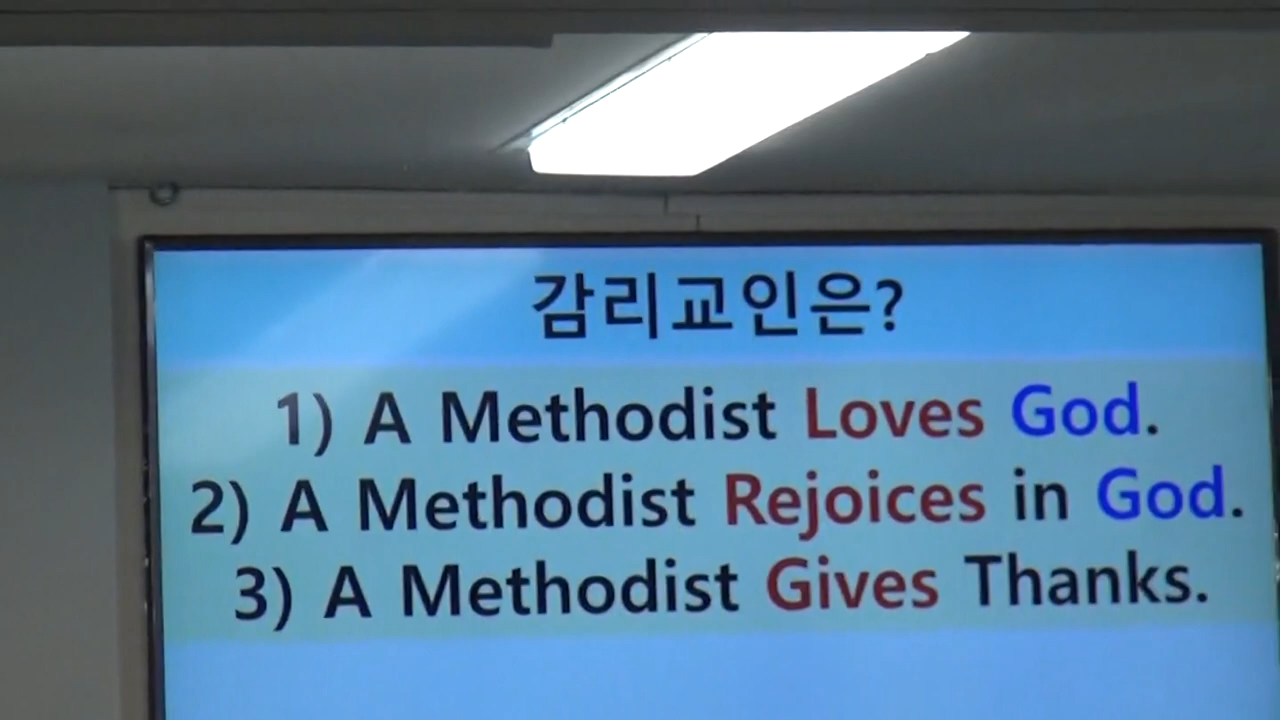 감리교인은?
1) A Methodist Loves God.
2) A Methodist Rejoices in God.
3) A Methodist Gives Thanks.